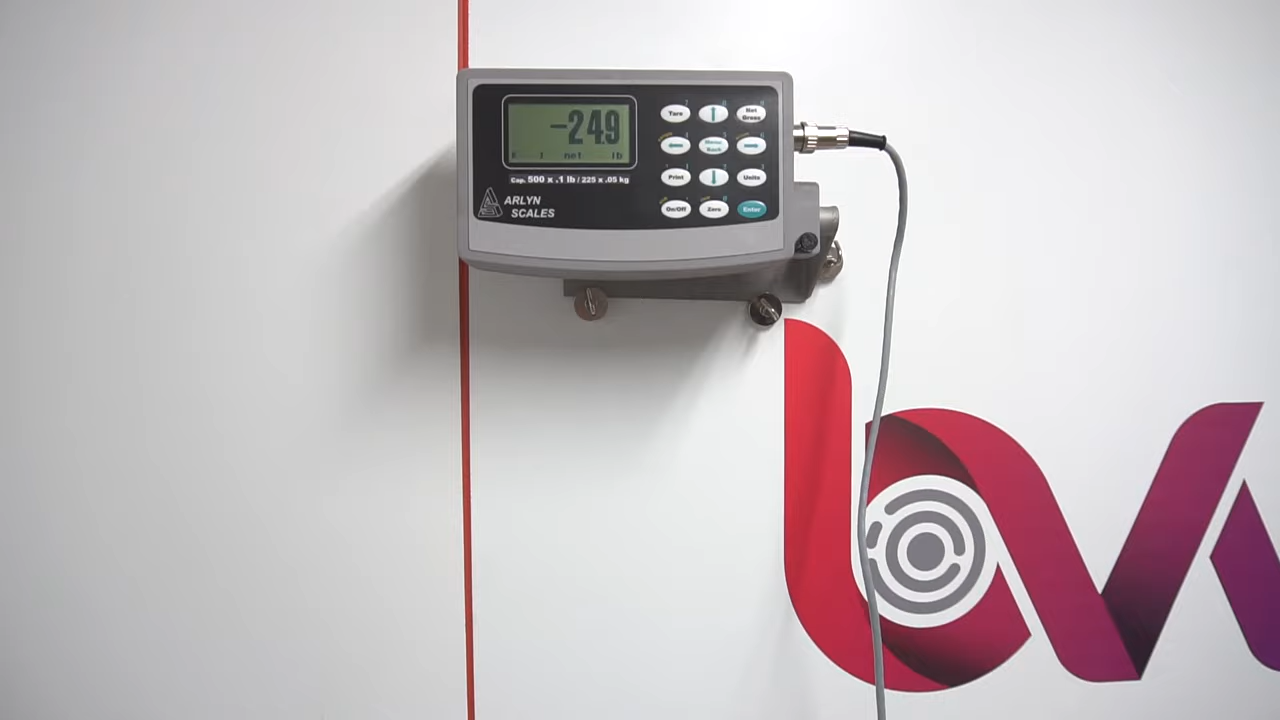 -24.9
net lb
Cap. 500 x .1 lb / 225 x .05 kg
ARLYN
SCALES
Tare
Net
Gross
Menu
Back
Print
Units
On/Off
Zero
Enter